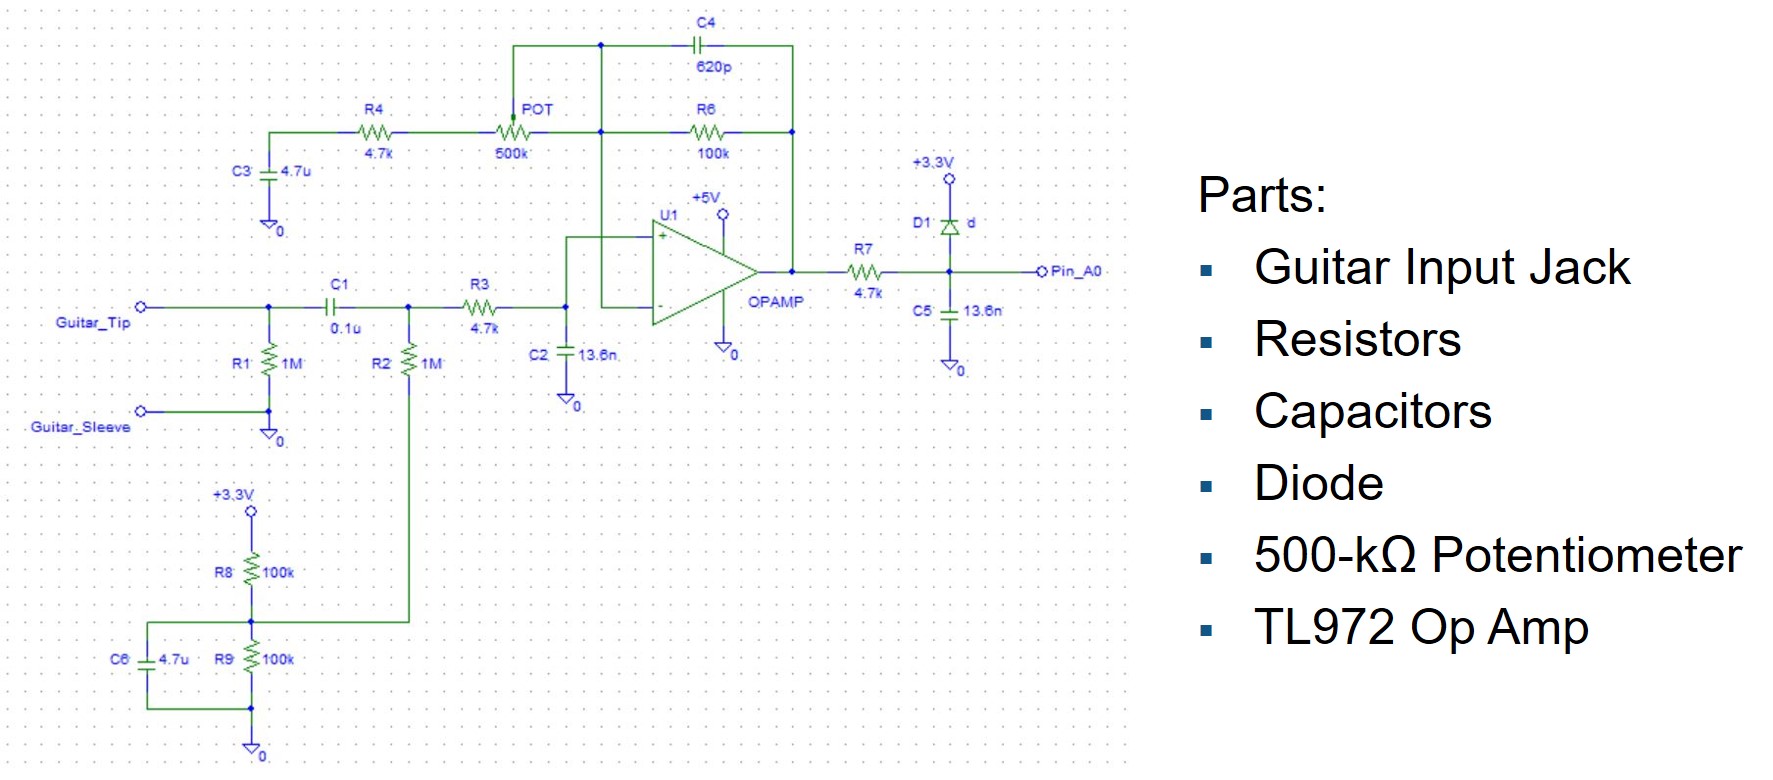 C4
620p
R4
POT
R6
4.7k
500k
100k
C3
4.7u
0
+3.3V
+5V
U1
D1
d
+
-
OPAMP
R7
4.7k
Pin_A0
C1
0.1u
R3
4.7k
Guitar_Tip
R1
1M
R2
1M
C2
13.6n
0
C5
13.6n
0
0
Guitar_Sleeve
0
+3.3V
R8
100k
C6
4.7u
R9
100k
0
Parts:
▪ Guitar Input Jack
▪ Resistors
▪ Capacitors
▪ Diode
▪ 500-kΩ Potentiometer
▪ TL972 Op Amp